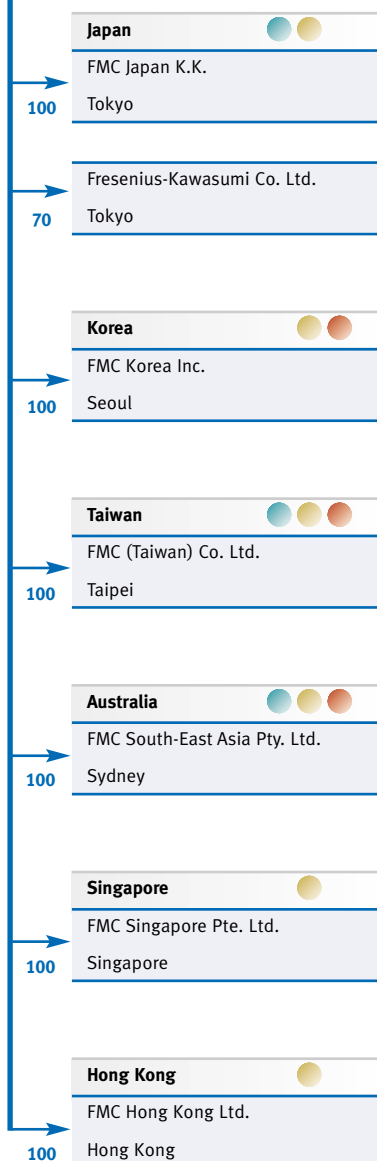 Japan
FMC Japan K.K.
100
Tokyo
Fresenius-Kawasumi Co. Ltd.
70
Tokyo
Korea
FMC Korea Inc.
100
Seoul
Taiwan
FMC (Taiwan) Co. Ltd.
100
Taipei
Australia
FMC South-East Asia Pty. Ltd.
100
Sydney
Singapore
FMC Singapore Pte. Ltd.
100
Singapore
Hong Kong
FMC Hong Kong Ltd.
100
Hong Kong